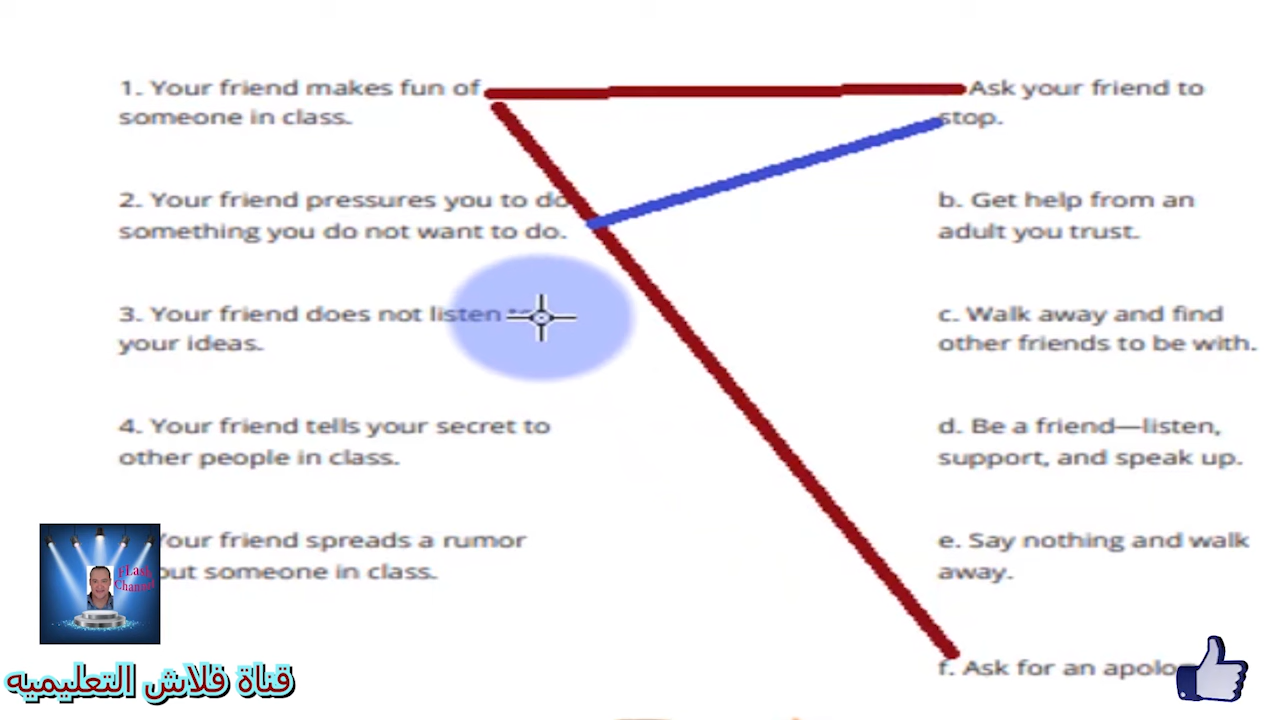 1. Your friend makes fun of
someone in class.
Ask your friend to
stop.
2. Your friend pressures you to do
something you do not want to do.
b. Get help from an
adult you trust.
3. Your friend does not listen
your ideas.
c. Walk away and find
other friends to be with.
4. Your friend tells your secret to
other people in class.
d. Be a friend—listen,
support, and speak up.
Your friend spreads a rumor
out someone in class.
e. Say nothing and walk
away.
f. Ask for an apolo
FLash
Channel
قناة فلاش التعليميه